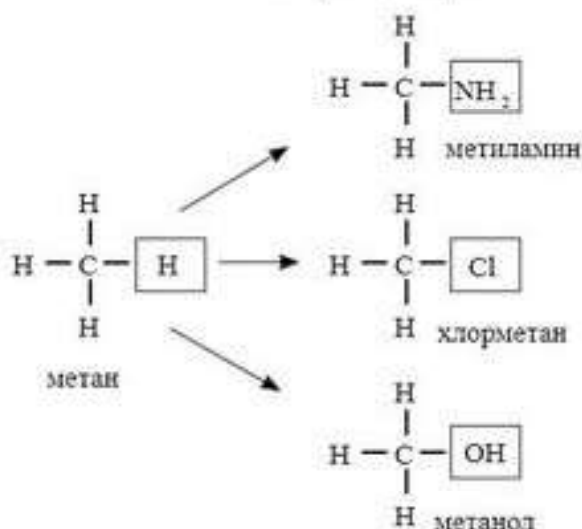 H
H — C — NH₂
H метиламин
H
H — C — H
H
метан
H
H — C — Cl
H хлорметан
H
H — C — OH
H метанол